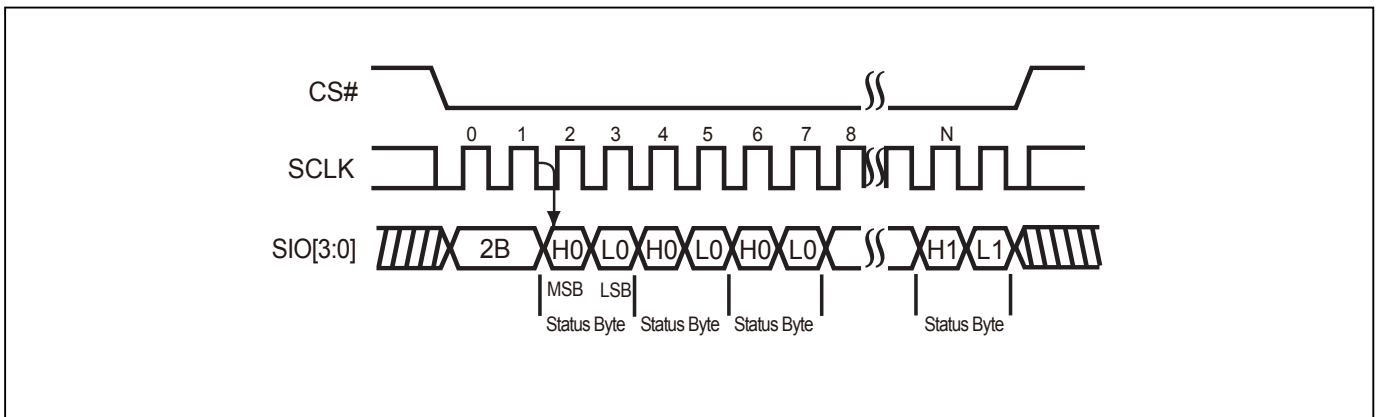 CS#
0 1 2 3 4 5 6 7 8 N
SCLK
SIO[3:0] 2B H0 L0 H0 L0 H0 L0 H1 L1
MSB LSB
Status Byte Status Byte Status Byte Status Byte